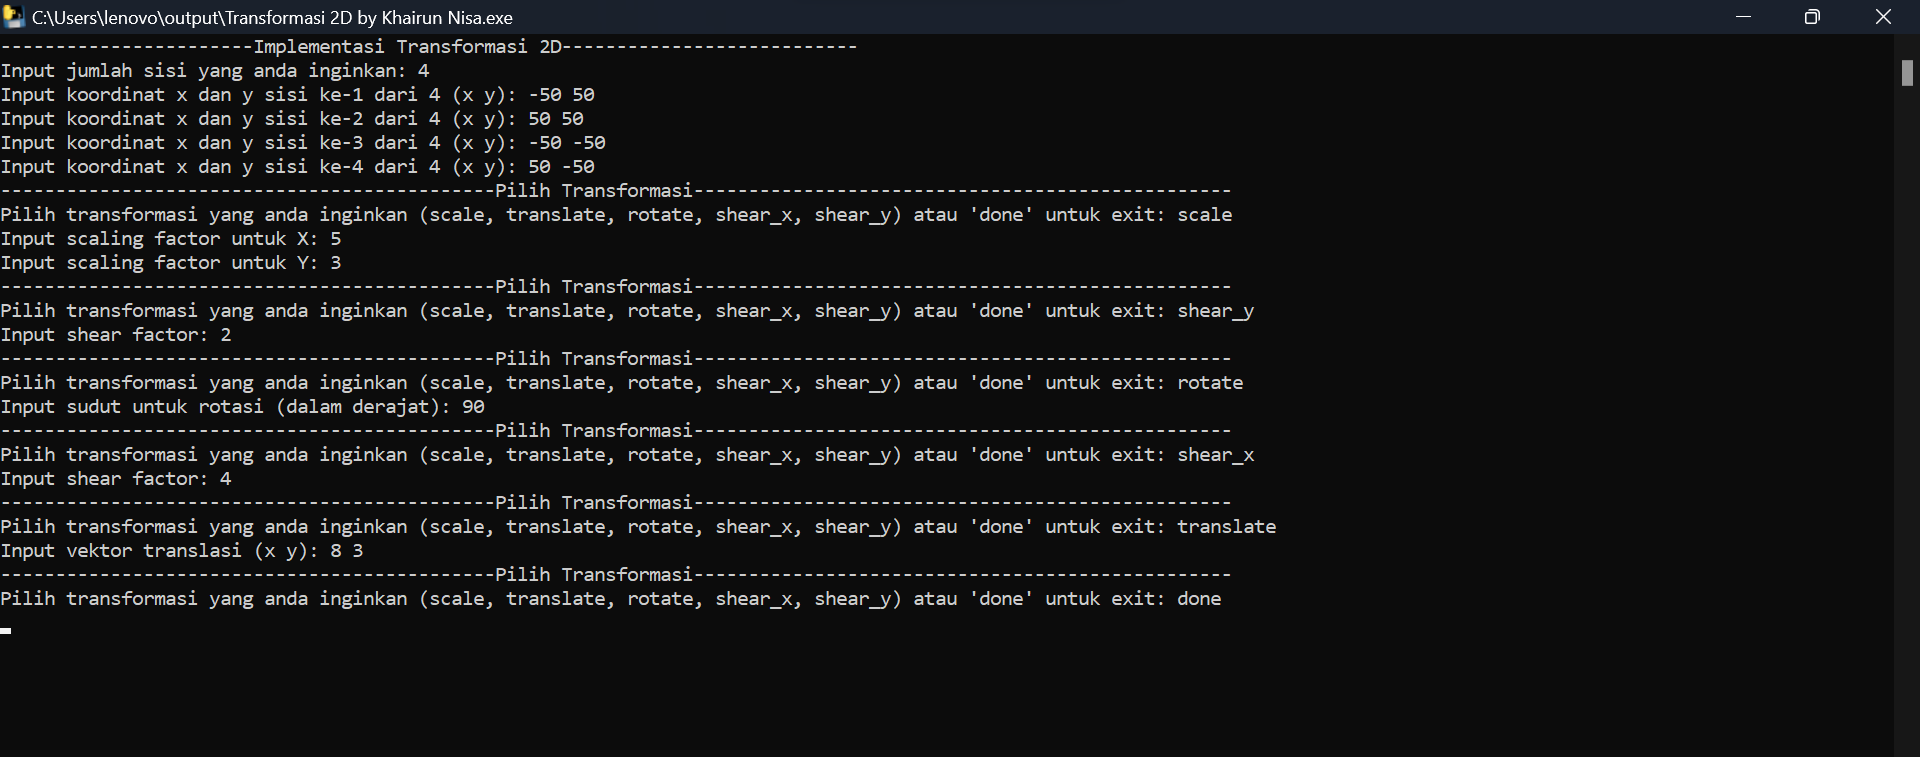 C:\Users\lenovo\output\Transformasi 2D by Khairun Nisa.exe
-----------------------Implementasi Transformasi 2D---------------------------
Input jumlah sisi yang anda inginkan: 4
Input koordinat x dan y sisi ke-1 dari 4 (x y): -50 50
Input koordinat x dan y sisi ke-2 dari 4 (x y): 50 50
Input koordinat x dan y sisi ke-3 dari 4 (x y): -50 -50
Input koordinat x dan y sisi ke-4 dari 4 (x y): 50 -50
---------------------------------------------Pilih Transformasi-------------------------------------------------
Pilih transformasi yang anda inginkan (scale, translate, rotate, shear_x, shear_y) atau 'done' untuk exit: scale
Input scaling factor untuk X: 5
Input scaling factor untuk Y: 3
---------------------------------------------Pilih Transformasi-------------------------------------------------
Pilih transformasi yang anda inginkan (scale, translate, rotate, shear_x, shear_y) atau 'done' untuk exit: shear_y
Input shear factor: 2
---------------------------------------------Pilih Transformasi-------------------------------------------------
Pilih transformasi yang anda inginkan (scale, translate, rotate, shear_x, shear_y) atau 'done' untuk exit: rotate
Input sudut untuk rotasi (dalam derajat): 90
---------------------------------------------Pilih Transformasi-------------------------------------------------
Pilih transformasi yang anda inginkan (scale, translate, rotate, shear_x, shear_y) atau 'done' untuk exit: shear_x
Input shear factor: 4
---------------------------------------------Pilih Transformasi-------------------------------------------------
Pilih transformasi yang anda inginkan (scale, translate, rotate, shear_x, shear_y) atau 'done' untuk exit: translate
Input vektor translasi (x y): 8 3
---------------------------------------------Pilih Transformasi-------------------------------------------------
Pilih transformasi yang anda inginkan (scale, translate, rotate, shear_x, shear_y) atau 'done' untuk exit: done